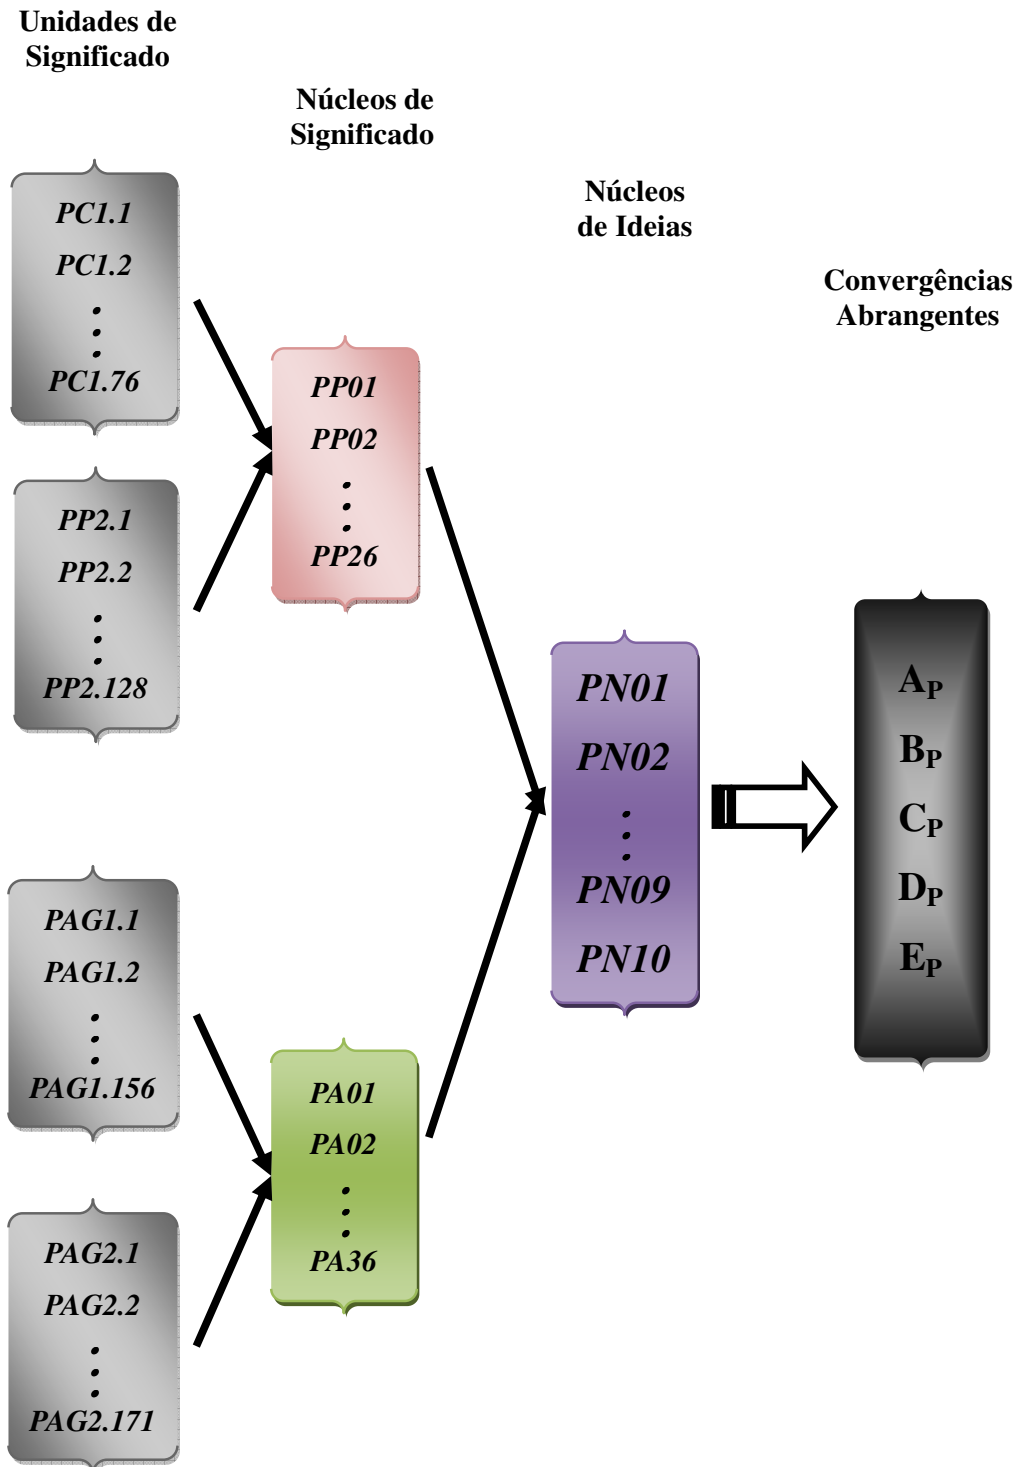 Unidades de
Significado
Núcleos de
Significado
Núcleos
de Ideias
Convergências
Abrangentes
PC1.1
PC1.2
PC1.76
PP2.1
PP2.2
PP2.128
PAG1.1
PAG1.2
PAG1.156
PAG2.1
PAG2.2
PAG2.171
PP01
PP02
PP26
PA01
PA02
PA36
PN01
PN02
PN09
PN10
AP
BP
CP
DP
EP